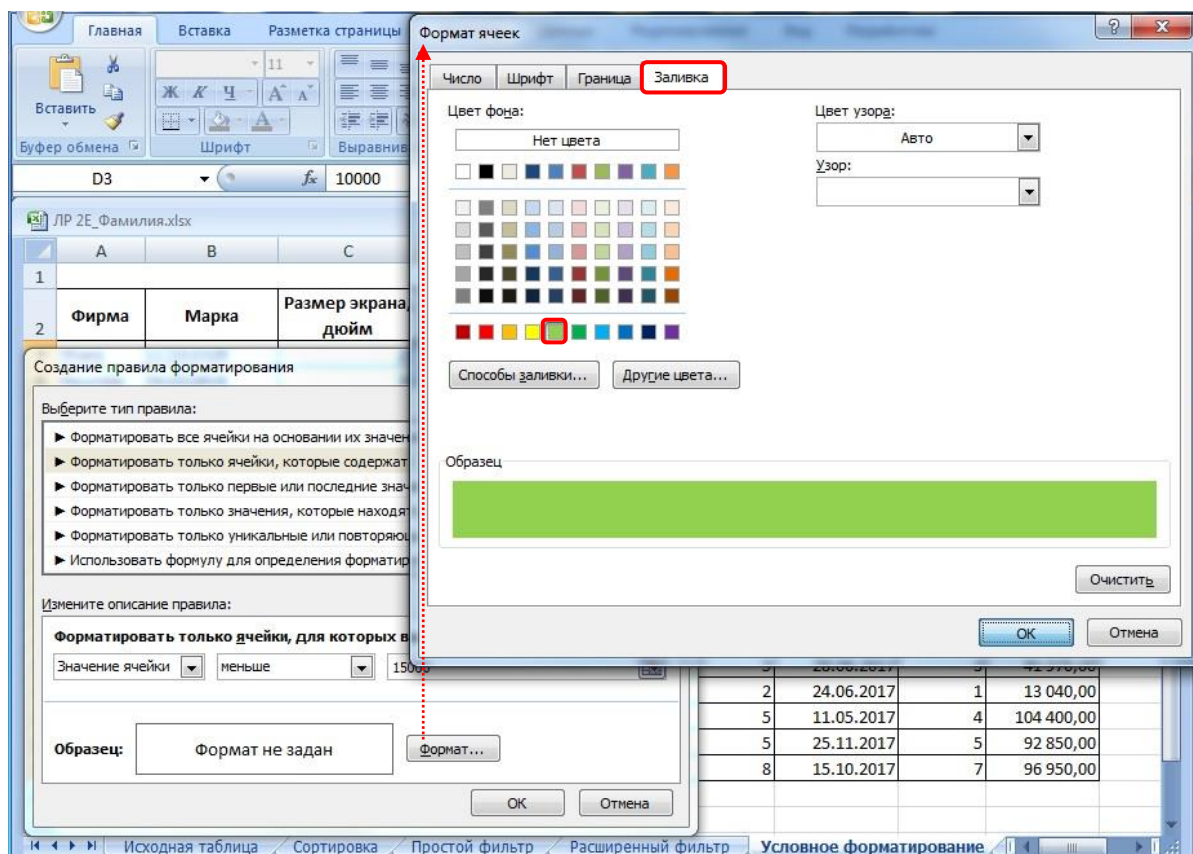 Главная Вставка Разметка страницы
Вставить
Ж К Ч 11 А А
Буфер обмена Шрифт Выравнив
D3 fx 10000
ЛР 2Е_Фамилия.xlsx
A B C
1
2 Фирма Марка Размер экрана, дюйм
Создание правила форматирования
Выберите тип правила:
► Форматировать все ячейки на основании их значен
► Форматировать только ячейки, которые содержат
► Форматировать только первые или последние знач
► Форматировать только значения, которые находят
► Форматировать только уникальные или повторяющ
► Использовать формулу для определения форматир
Измените описание правила:
Форматировать только ячейки, для которых в
Значение ячейки меньше 15000
Образец: Формат не задан Формат...
ОК Отмена
Формат ячеек
Число Шрифт Граница Заливка
Цвет фона:
Нет цвета
Способы заливки... Другие цвета...
Цвет узора:
Авто
Узор:
Образец
Очистить
ОК Отмена
2 24.06.2017 1 13 040,00
5 11.05.2017 4 104 400,00
5 25.11.2017 5 92 850,00
8 15.10.2017 7 96 950,00
Исходная таблица Сортировка Простой фильтр Расширенный фильтр Условное форматирование